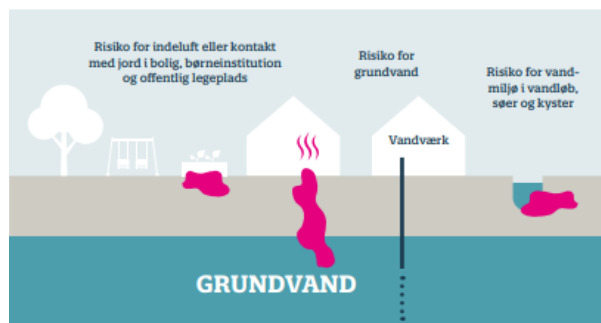 Risiko for indeluft eller kontakt
med jord i bolig, børneinstitution
og offentlig legeplads
Risiko for
grundvand
Risiko for vand-
miljø i vandløb,
søer og kyster
Vandværk
GRUNDVAND